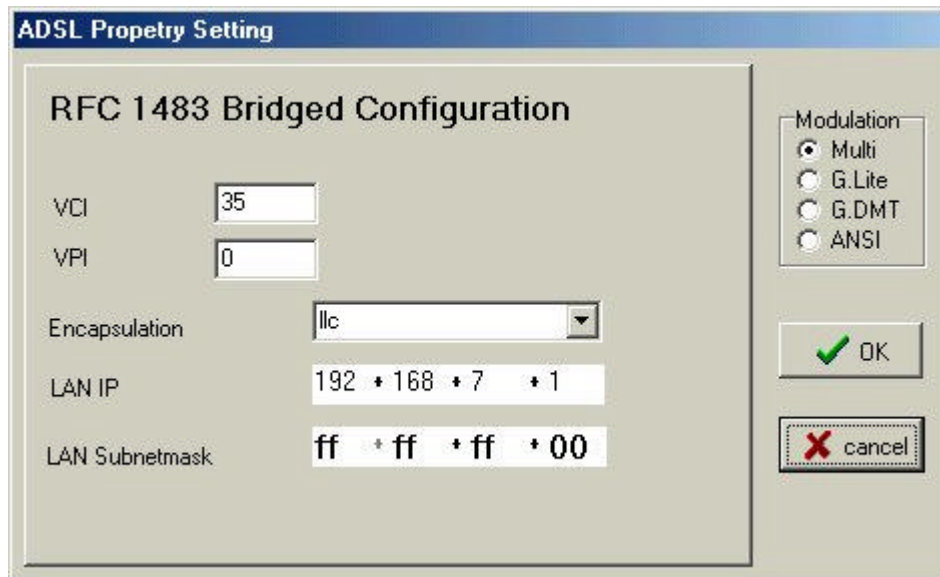 ADSL Propetry Setting
RFC 1483 Bridged Configuration
VCI 35
VPI 0
Encapsulation llc
LAN IP 192 168 7 1
LAN Subnetmask ff ff ff 00
Modulation
Multi
G.Lite
G.DMT
ANSI
OK
cancel